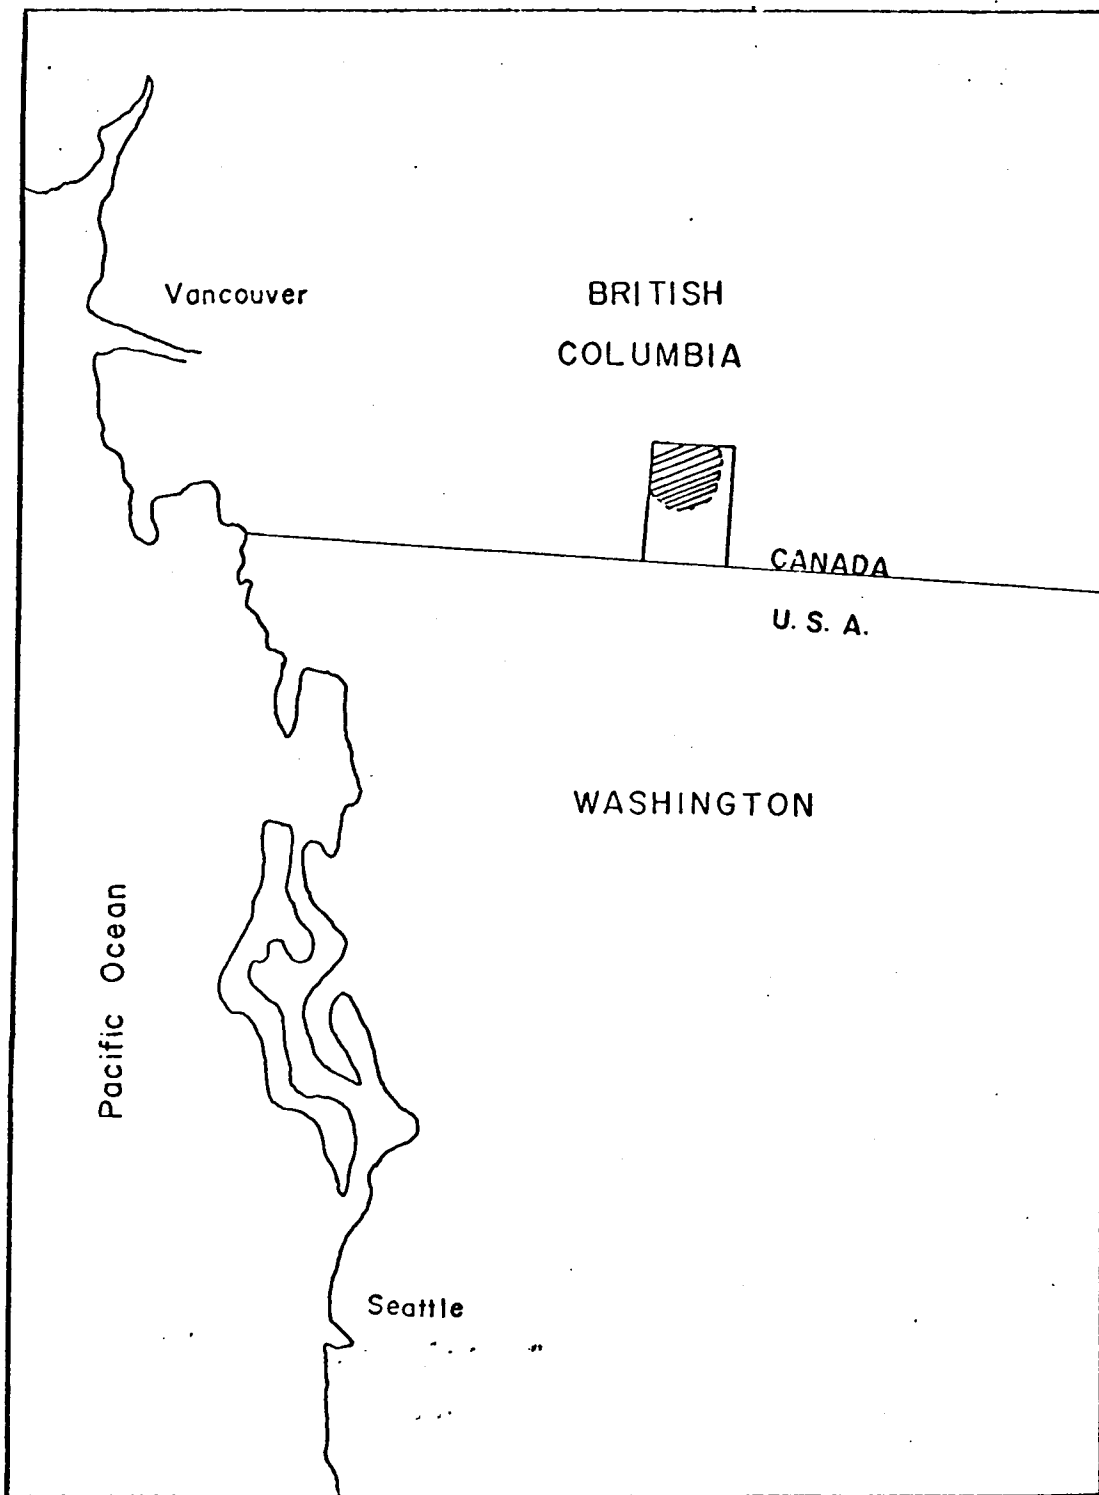 Vancouver
BRITISH
COLUMBIA
CANADA
U. S. A.
WASHINGTON
Pacific Ocean
Seattle